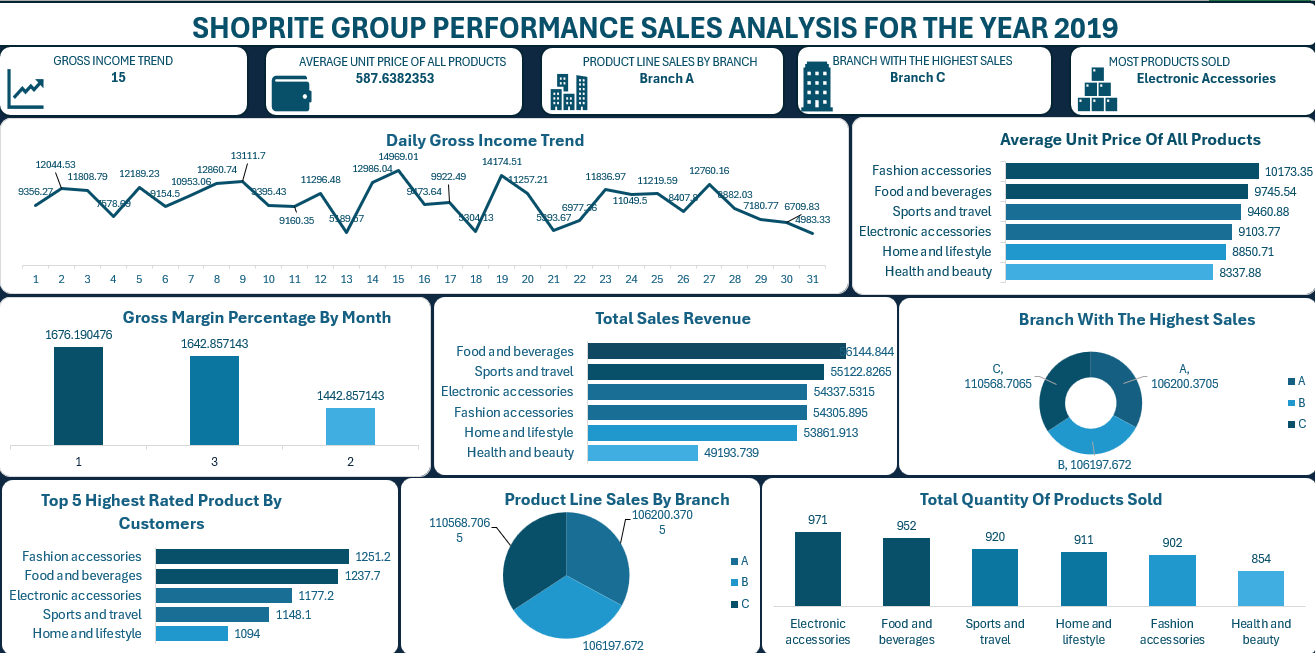 SHOPRITE GROUP PERFORMANCE SALES ANALYSIS FOR THE YEAR 2019
GROSS INCOME TREND
15
AVERAGE UNIT PRICE OF ALL PRODUCTS
587.6382353
PRODUCT LINE SALES BY BRANCH
Branch A
BRANCH WITH THE HIGHEST SALES
Branch C
MOST PRODUCTS SOLD
Electronic Accessories
Daily Gross Income Trend
9356.27
12044.53
11808.79
7578.69
12189.23
9154.5
10953.06
12860.74
13111.7
9395.43
9160.35
11296.48
5189.57
12986.04
14969.01
9473.64
9922.49
5304.13
14174.51
11257.21
5393.67
6977.26
11836.97
11049.5
11219.59
8407.8
12760.16
8882.03
7180.77
6709.83
4983.33
1 2 3 4 5 6 7 8 9 10 11 12 13 14 15 16 17 18 19 20 21 22 23 24 25 26 27 28 29 30 31
Average Unit Price Of All Products
Fashion accessories 10173.35
Food and beverages 9745.54
Sports and travel 9460.88
Electronic accessories 9103.77
Home and lifestyle 8850.71
Health and beauty 8337.88
Gross Margin Percentage By Month
1676.190476
1642.857143
1442.857143
1 3 2
Total Sales Revenue
Food and beverages 56144.844
Sports and travel 55122.8265
Electronic accessories 54337.5315
Fashion accessories 54305.895
Home and lifestyle 53861.913
Health and beauty 49193.739
Branch With The Highest Sales
C,
110568.7065
A,
106200.3705
B, 106197.672
A
B
C
Top 5 Highest Rated Product By
Customers
Fashion accessories 1251.2
Food and beverages 1237.7
Electronic accessories 1177.2
Sports and travel 1148.1
Home and lifestyle 1094
Product Line Sales By Branch
110568.706
5
106200.370
5
106197.672
A
B
C
Total Quantity Of Products Sold
971 952 920 911 902 854
Electronic Food and Sports and Home and Fashion Health and
accessories beverages travel lifestyle accessories beauty